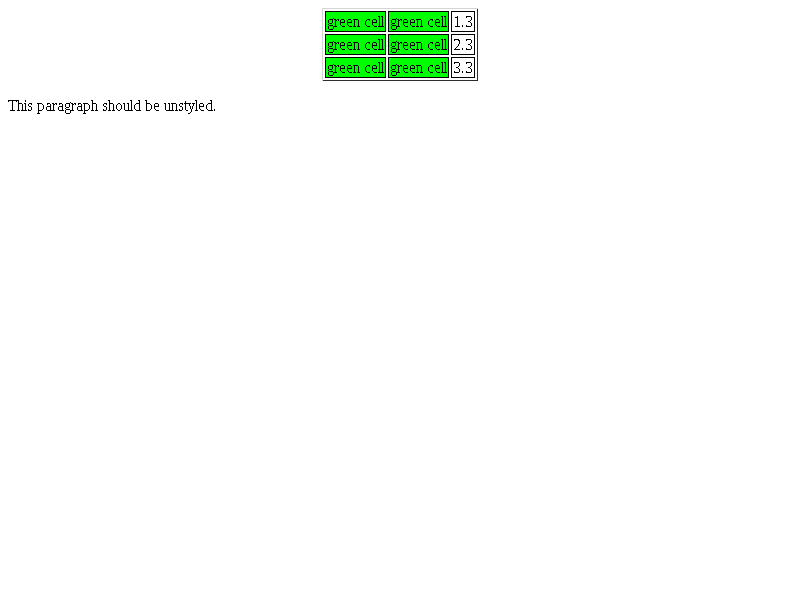 green cell green cell 1.3
green cell green cell 2.3
green cell green cell 3.3
This paragraph should be unstyled.